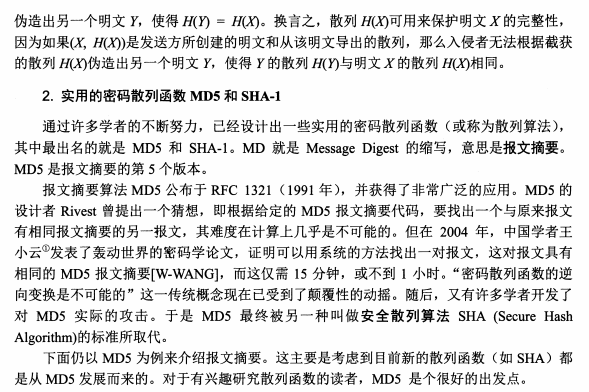 伪造出另一个明文 Y，使得 H(Y) = H(X)。换言之，散列 H(X)可用来保护明文 X 的完整性，
因为如果(X, H(X))是发送方所创建的明文和从该明文导出的散列，那么入侵者无法根据截获
的散列 H(X)伪造出另一个明文 Y，使得 Y 的散列 H(Y)与明文 X 的散列 H(X)相同。
2. 实用的密码散列函数 MD5 和 SHA-1
通过许多学者的不断努力，已经设计出一些实用的密码散列函数（或称为散列算法），
其中最出名的就是 MD5 和 SHA-1。MD 就是 Message Digest 的缩写，意思是报文摘要。
MD5 是报文摘要的第 5 个版本。
报文摘要算法 MD5 公布于 RFC 1321（1991 年），并获得了非常广泛的应用。MD5 的
设计者 Rivest 曾提出一个猜想，即根据给定的 MD5 报文摘要代码，要找出一个与原来报文
有相同报文摘要的另一报文，其难度在计算上几乎是不可能的。但在 2004 年，中国学者王
小云①发表了轰动世界的密码学论文，证明可以用系统的方法找出一对报文，这对报文具有
相同的 MD5 报文摘要[W-WANG]，而这仅需 15 分钟，或不到 1 小时。“密码散列函数的逆
向变换是不可能的”这一传统概念现在已受到了颠覆性的动摇。随后，又有许多学者开发了
对 MD5 实际的攻击。于是 MD5 最终被另一种叫做安全散列算法 SHA (Secure Hash
Algorithm)的标准所取代。
下面仍以 MD5 为例来介绍报文摘要。这主要是考虑到目前新的散列函数（如 SHA）都
是从 MD5 发展而来的。对于有兴趣研究散列函数的读者，MD5 是个很好的出发点。